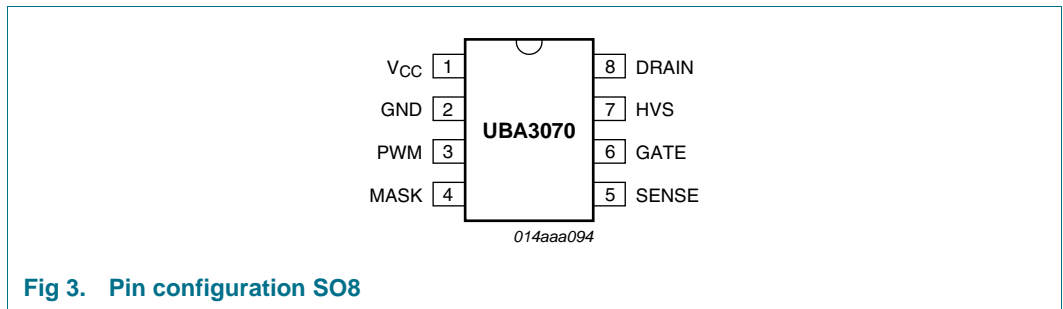 VCC 1 8 DRAIN
GND 2 7 HVS
UBA3070
PWM 3 6 GATE
MASK 4 5 SENSE
014aaa094
Fig 3. Pin configuration SO8